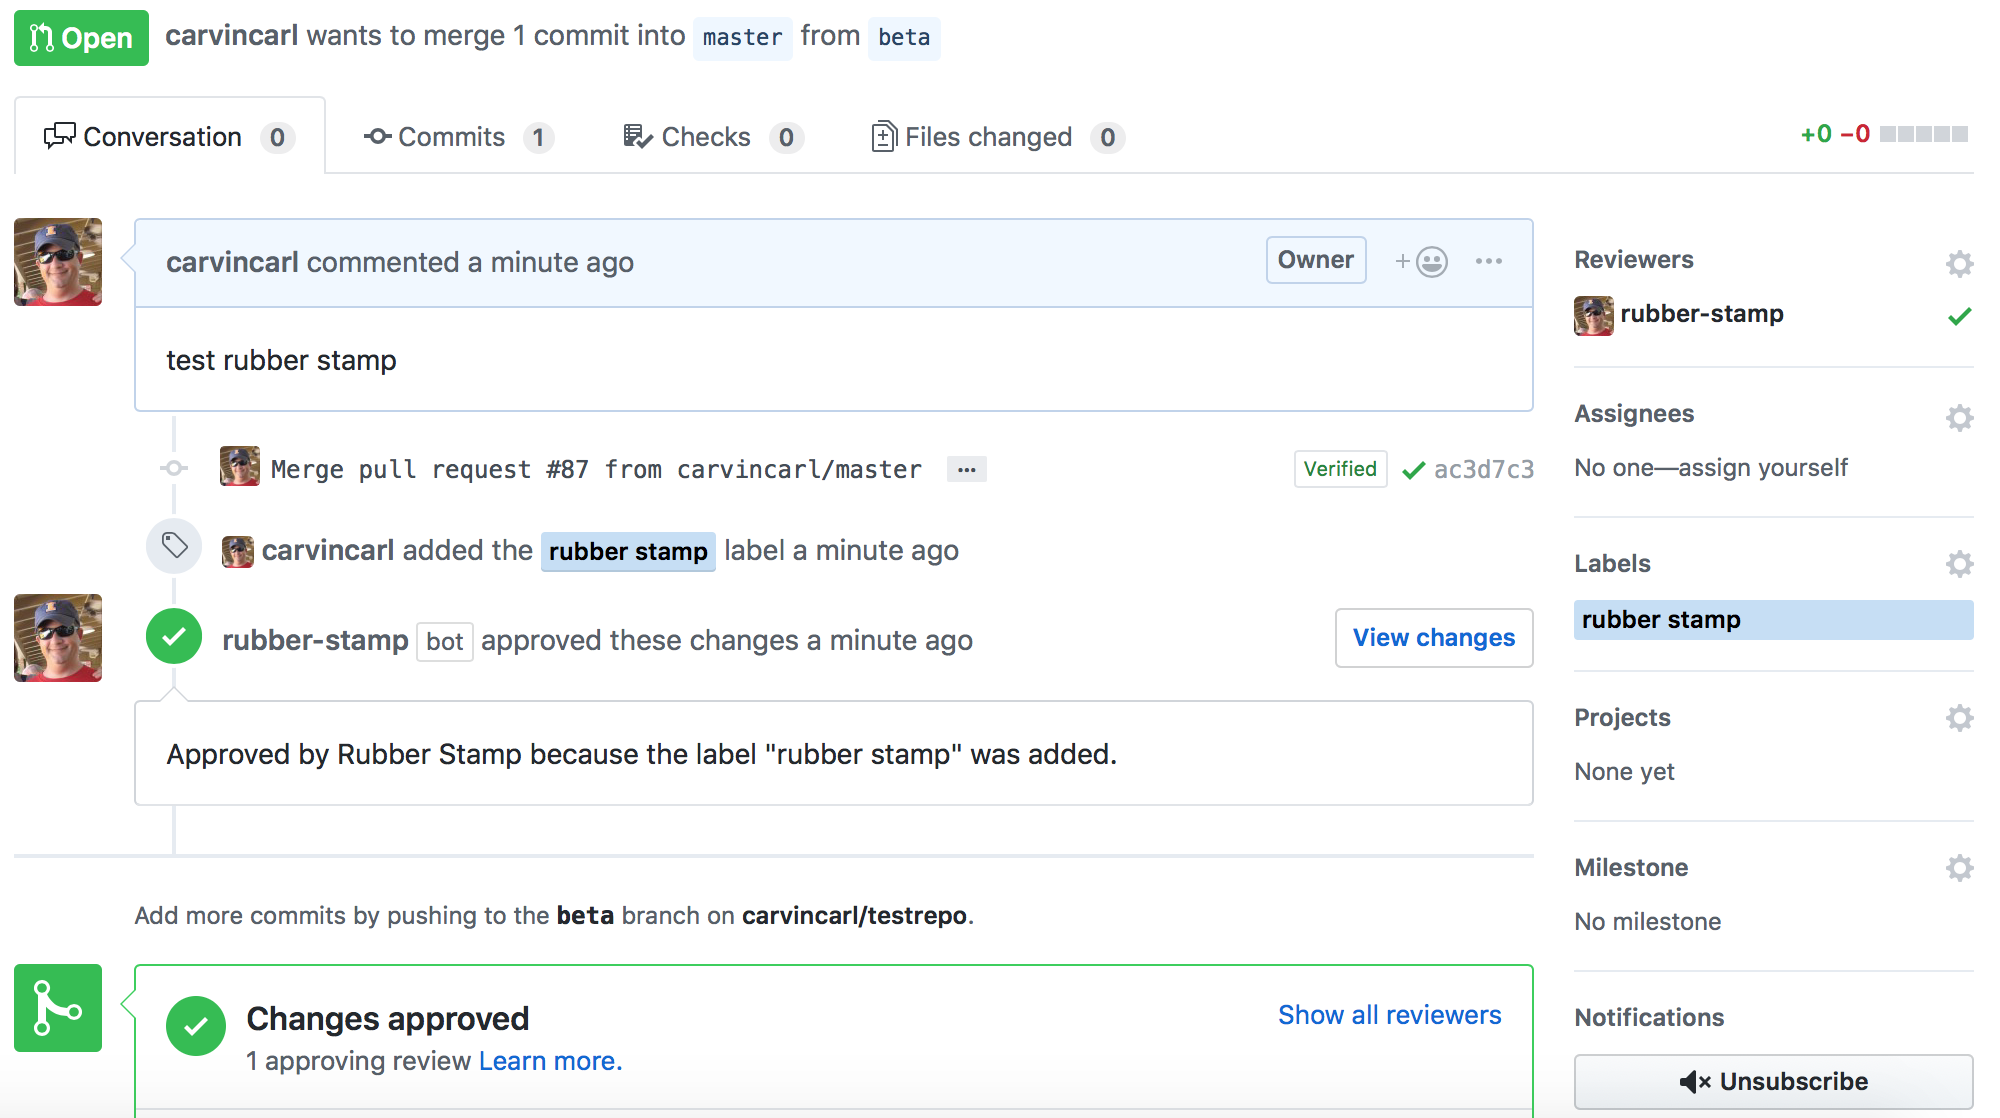 Open carvincarl wants to merge 1 commit into master from beta
Conversation 0 Commits 1 Checks 0 Files changed 0 +0 −0
carvincarl commented a minute ago Owner
test rubber stamp
Merge pull request #87 from carvincarl/master … Verified ac3d7c3
carvincarl added the rubber stamp label a minute ago
rubber-stamp bot approved these changes a minute ago View changes
Approved by Rubber Stamp because the label "rubber stamp" was added.
Add more commits by pushing to the beta branch on carvincarl/testrepo.
Changes approved Show all reviewers
1 approving review Learn more.
Reviewers
rubber-stamp
Assignees
No one—assign yourself
Labels
rubber stamp
Projects
None yet
Milestone
No milestone
Notifications
Unsubscribe